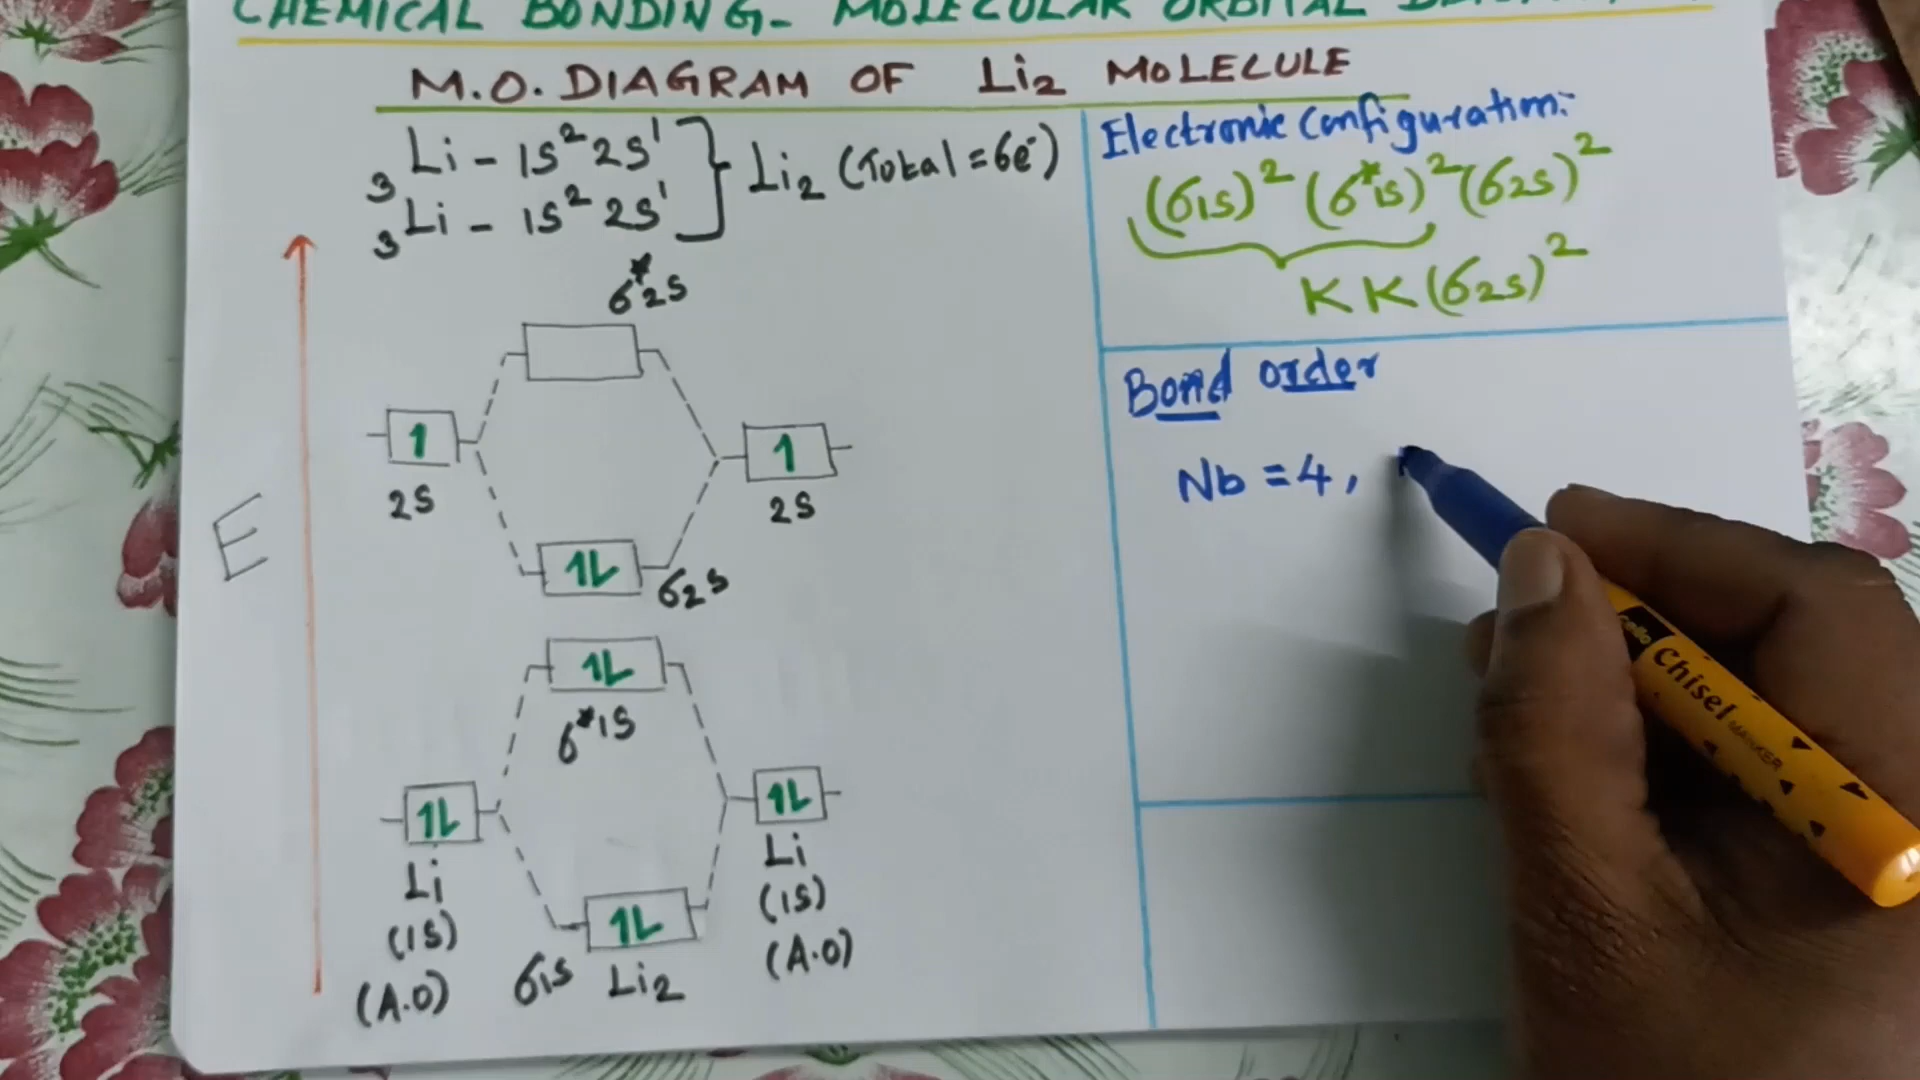 CHEMICAL BONDING- MOLECULAR ORBITAL
M.O. DIAGRAM OF Li2 MOLECULE
3Li - 1S² 2S¹
3Li - 1S² 2S¹
Li2 (Total = 6e⁻)
σ*2S
1
2S
1
2S
1L
σ2S
E
1L
σ*1S
1L
Li
(1S)
(A.O)
1L
Li
(1S)
(A.O)
1L
σ1S
Li2
Electronic Configuration:-
(σ1S)² (σ*1S)² (σ2S)²
KK (σ2S)²
Bond order
Nb = 4,
cello
Chisel
MARKER